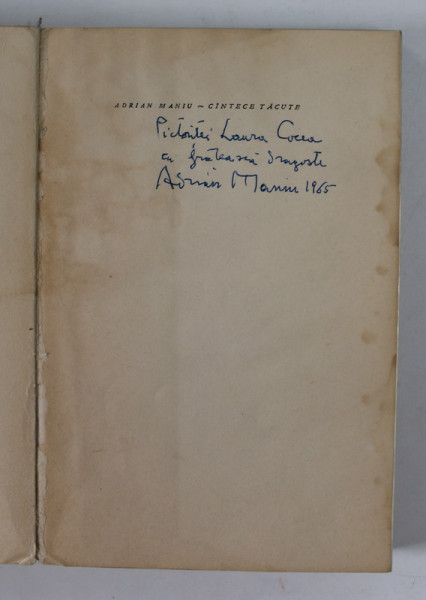 ADRIAN MANIU — CÎNTECE TĂCUTE
Pictoriței Laura Cocea
cu frățească dragoste
Adrian Maniu 1965